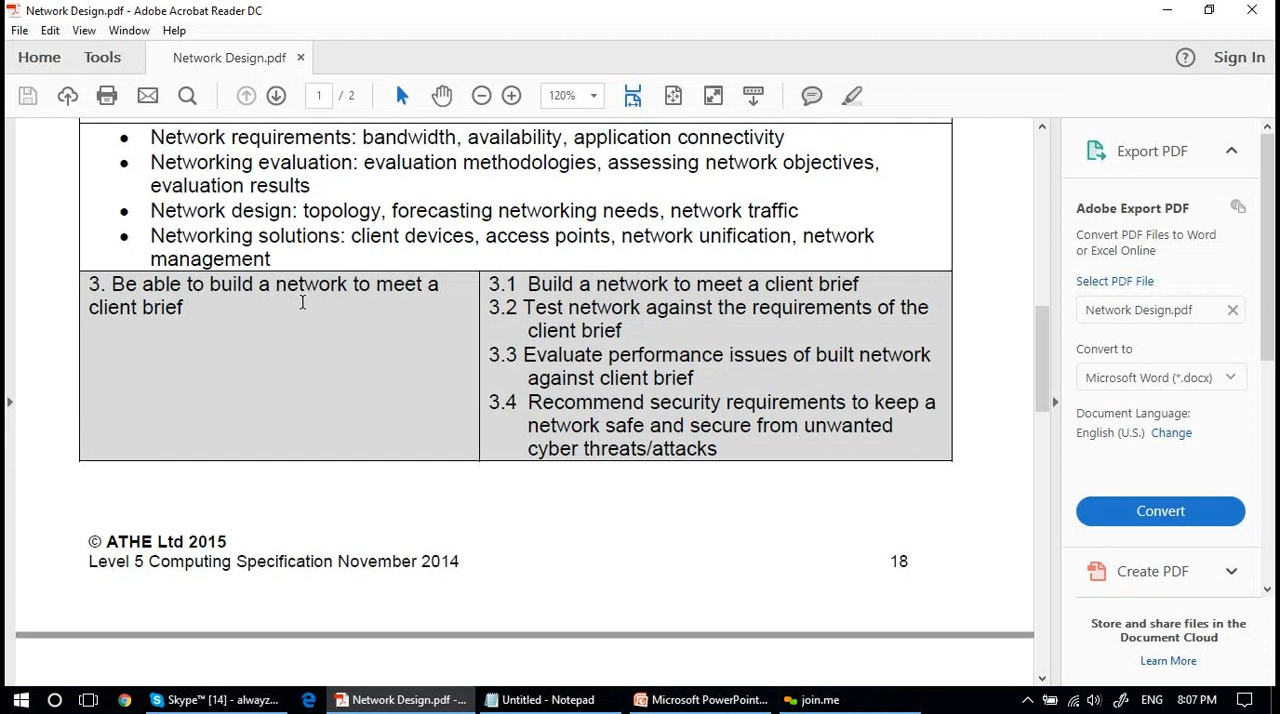 Network Design.pdf - Adobe Acrobat Reader DC
File Edit View Window Help
Home Tools Network Design.pdf × ? Sign In
1 / 2 120%
• Network requirements: bandwidth, availability, application connectivity
• Networking evaluation: evaluation methodologies, assessing network objectives,
evaluation results
• Network design: topology, forecasting networking needs, network traffic
• Networking solutions: client devices, access points, network unification, network
management
3. Be able to build a network to meet a
client brief
3.1 Build a network to meet a client brief
3.2 Test network against the requirements of the
client brief
3.3 Evaluate performance issues of built network
against client brief
3.4 Recommend security requirements to keep a
network safe and secure from unwanted
cyber threats/attacks
© ATHE Ltd 2015
Level 5 Computing Specification November 2014 18
Export PDF
Adobe Export PDF
Convert PDF Files to Word
or Excel Online
Select PDF File
Network Design.pdf
Convert to
Microsoft Word (*.docx)
Document Language:
English (U.S.) Change
Convert
Create PDF
Store and share files in the
Document Cloud
Learn More
Skype™ [14] - alwayz... Network Design.pdf -... Untitled - Notepad Microsoft PowerPoint... join.me ENG 8:07 PM